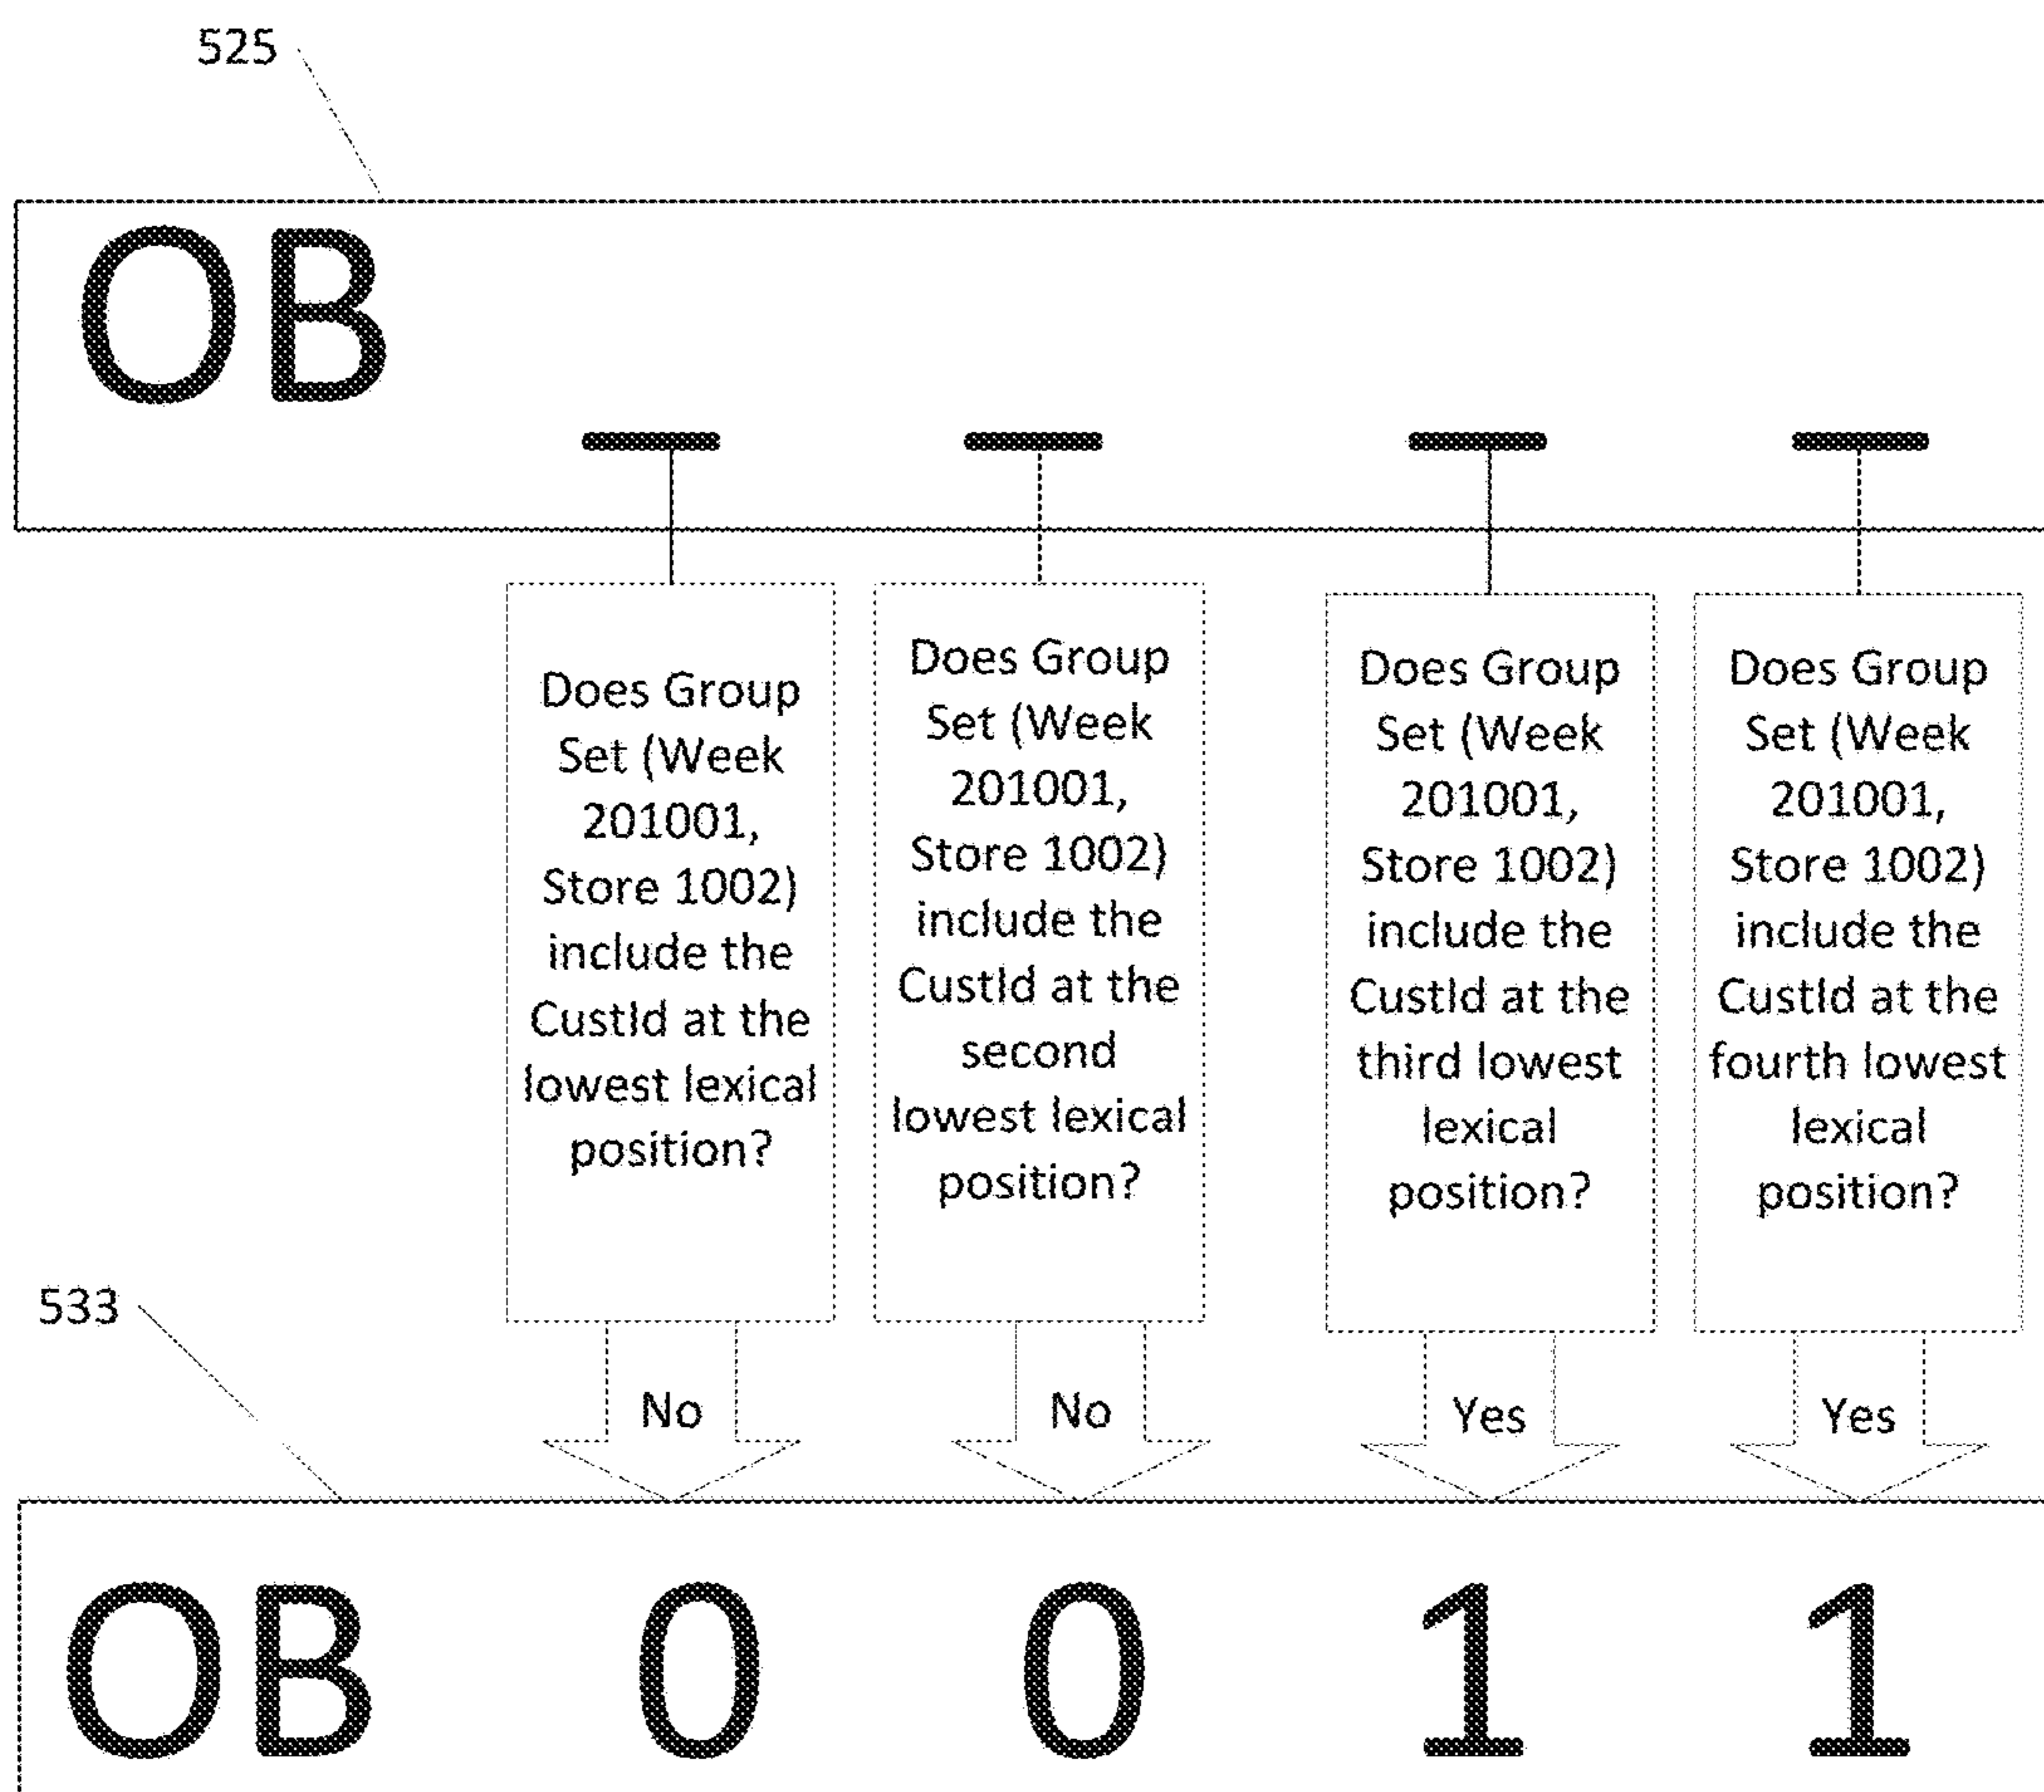 525
OB
Does Group
Set (Week
201001,
Store 1002)
include the
CustId at the
lowest lexical
position?
Does Group
Set (Week
201001,
Store 1002)
include the
CustId at the
second
lowest lexical
position?
Does Group
Set (Week
201001,
Store 1002)
include the
CustId at the
third lowest
lexical
position?
Does Group
Set (Week
201001,
Store 1002)
include the
CustId at the
fourth lowest
lexical
position?
533
No
No
Yes
Yes
OB 0 0 1 1